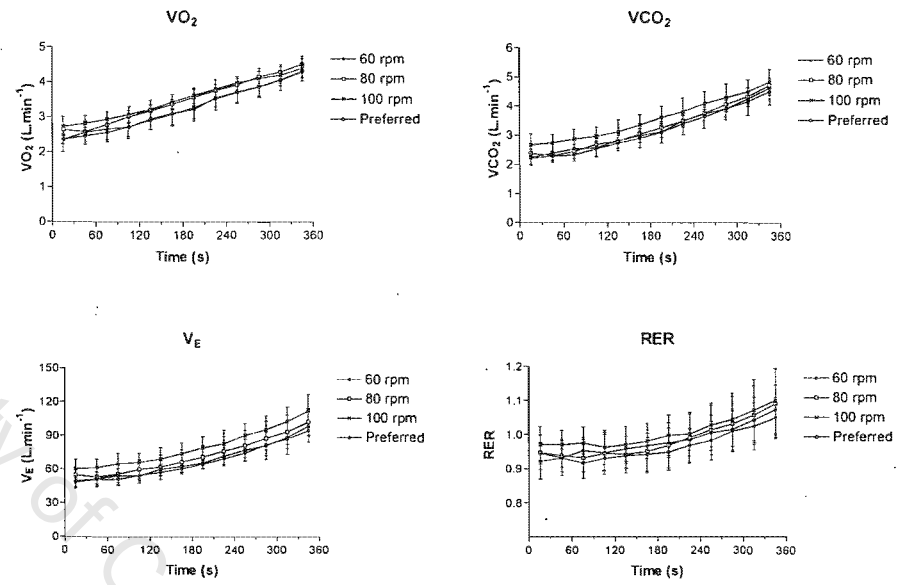 VO₂
VO₂ (L.min⁻¹)
5
4
3
2
1
0
0 60 120 180 240 300 360
Time (s)
60 rpm
80 rpm
100 rpm
Preferred
VCO₂
VCO₂ (L.min⁻¹)
6
5
4
3
2
1
0
0 60 120 180 240 300 360
Time (s)
60 rpm
80 rpm
100 rpm
Preferred
V_E
V_E (L.min⁻¹)
150
120
90
60
30
0
0 60 120 180 240 300 360
Time (s)
60 rpm
80 rpm
100 rpm
Preferred
RER
RER
1.2
1.1
1.0
0.9
0.8
0 60 120 180 240 300 360
Time (s)
60 rpm
80 rpm
100 rpm
Preferred
of C